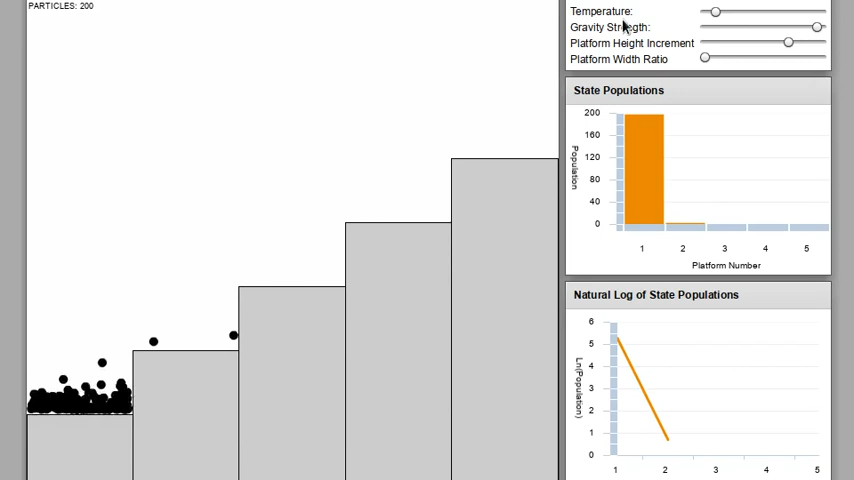 PARTICLES: 200
Temperature:
Gravity Strength:
Platform Height Increment
Platform Width Ratio
State Populations
200
160
120
80
40
0
Population
1 2 3 4 5
Platform Number
Natural Log of State Populations
6
5
4
3
2
1
0
Ln(Population)
1 2 3 4 5